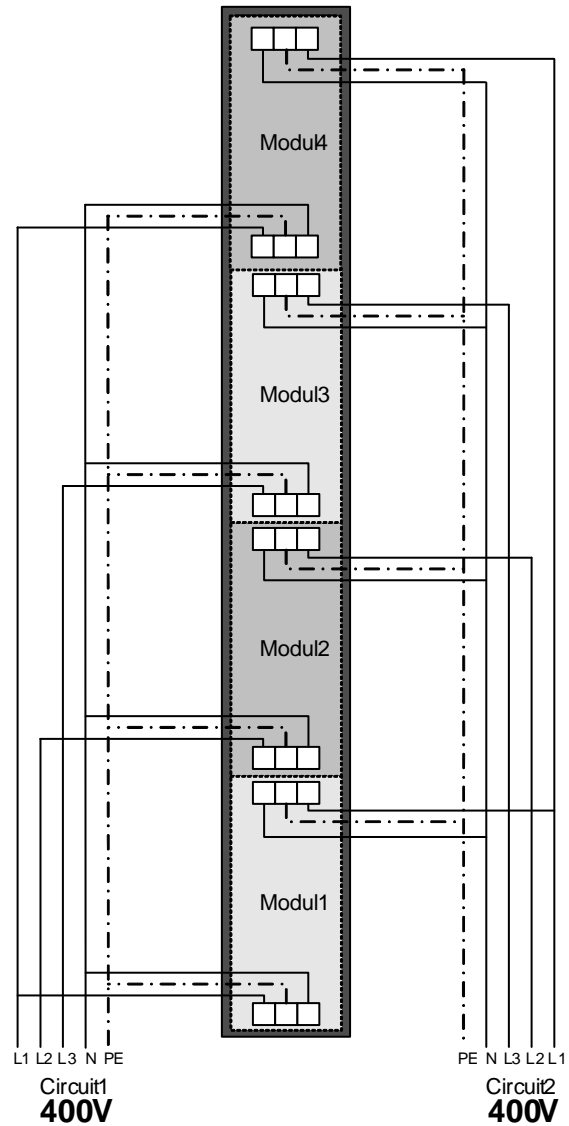 Modul4
Modul3
Modul2
Modul1
L1 L2 L3 N PE
PE N L3 L2 L1
Circuit1
400V
Circuit2
400V